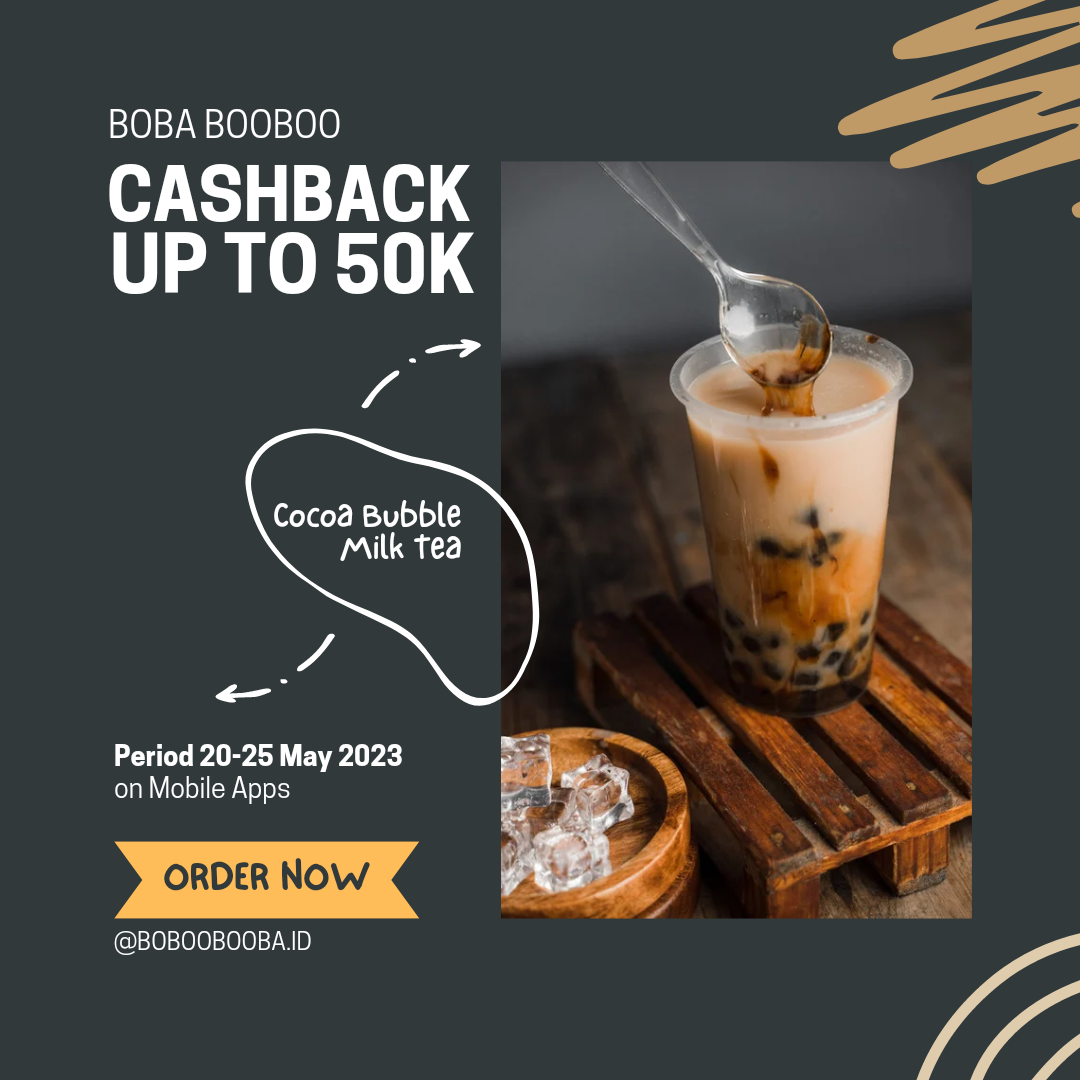 BOBA BOOBOO
CASHBACK
UP TO 50K
Cocoa Bubble
Milk Tea
Period 20-25 May 2023
on Mobile Apps
ORDER NOW
@BOBOOBOOBA.ID